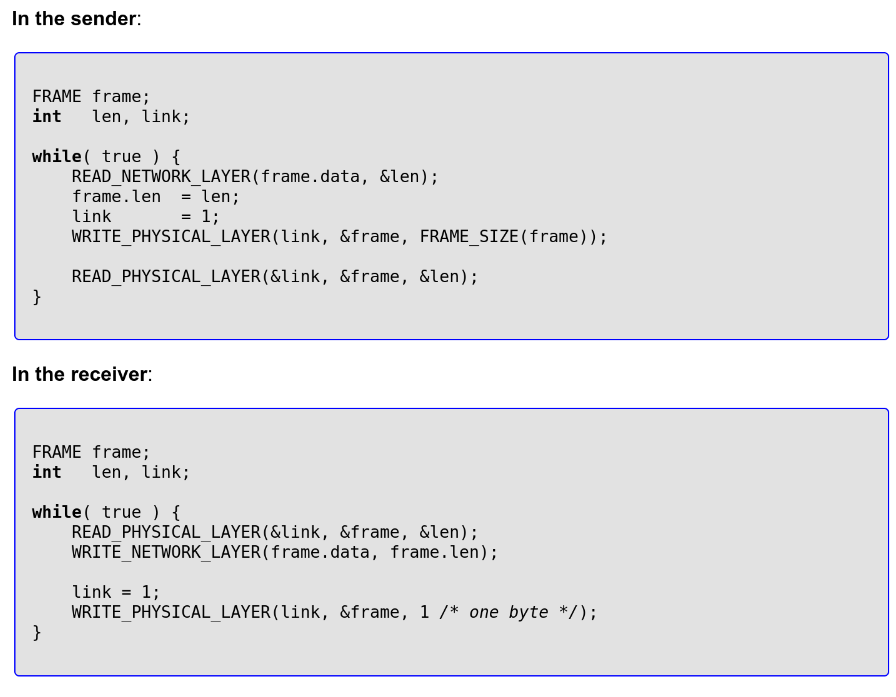 In the sender:
FRAME frame;
int   len, link;
while( true ) {
    READ_NETWORK_LAYER(frame.data, &len);
    frame.len  = len;
    link       = 1;
    WRITE_PHYSICAL_LAYER(link, &frame, FRAME_SIZE(frame));
    READ_PHYSICAL_LAYER(&link, &frame, &len);
}
In the receiver:
FRAME frame;
int   len, link;
while( true ) {
    READ_PHYSICAL_LAYER(&link, &frame, &len);
    WRITE_NETWORK_LAYER(frame.data, frame.len);
    link = 1;
    WRITE_PHYSICAL_LAYER(link, &frame, 1 /* one byte */);
}